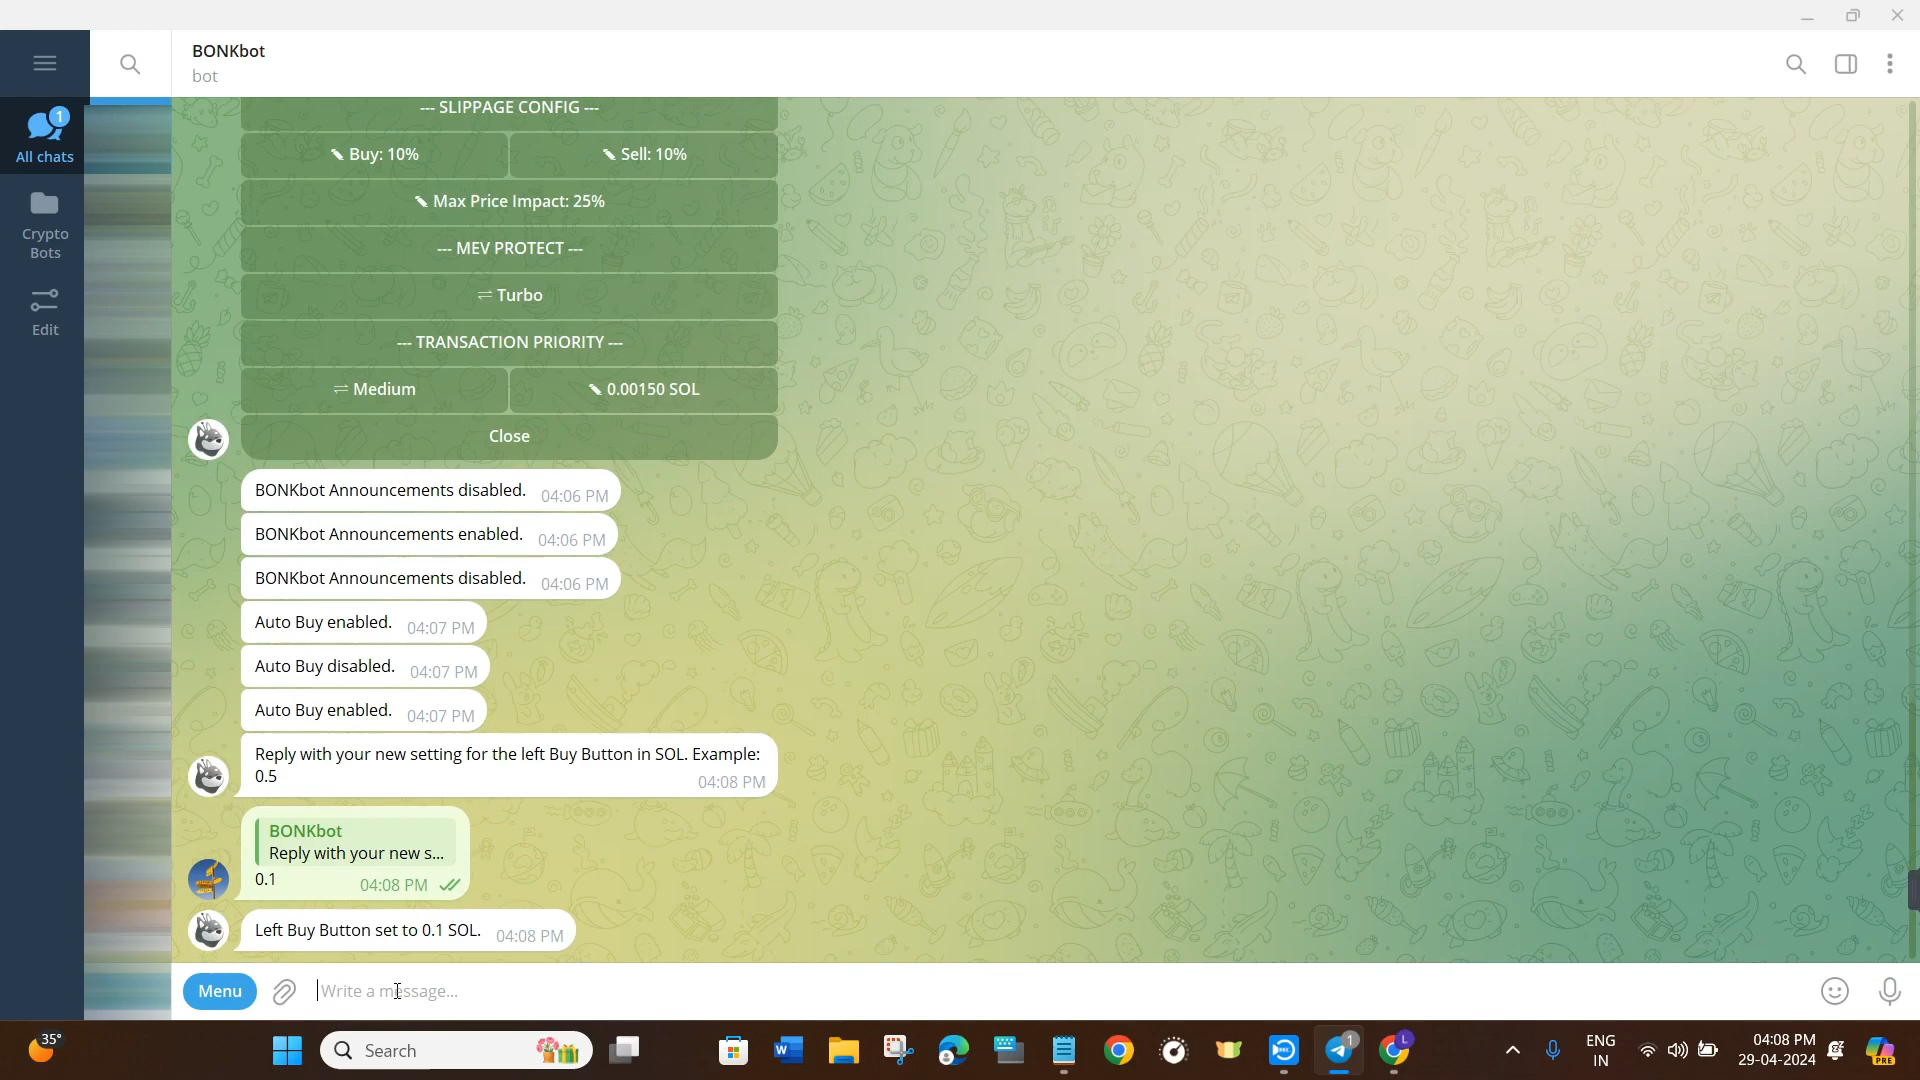 BONKbot
bot
1
All chats
Crypto
Bots
Edit
--- SLIPPAGE CONFIG ---
✎ Buy: 10%
✎ Sell: 10%
✎ Max Price Impact: 25%
--- MEV PROTECT ---
⇌ Turbo
--- TRANSACTION PRIORITY ---
⇌ Medium
✎ 0.00150 SOL
Close
BONKbot Announcements disabled. 04:06 PM
BONKbot Announcements enabled. 04:06 PM
BONKbot Announcements disabled. 04:06 PM
Auto Buy enabled. 04:07 PM
Auto Buy disabled. 04:07 PM
Auto Buy enabled. 04:07 PM
Reply with your new setting for the left Buy Button in SOL. Example:
0.5 04:08 PM
BONKbot
Reply with your new s...
0.1 04:08 PM
Left Buy Button set to 0.1 SOL. 04:08 PM
Menu
Write a message...
35°
Search
W
1
L
ENG
IN
04:08 PM
29-04-2024
PRE